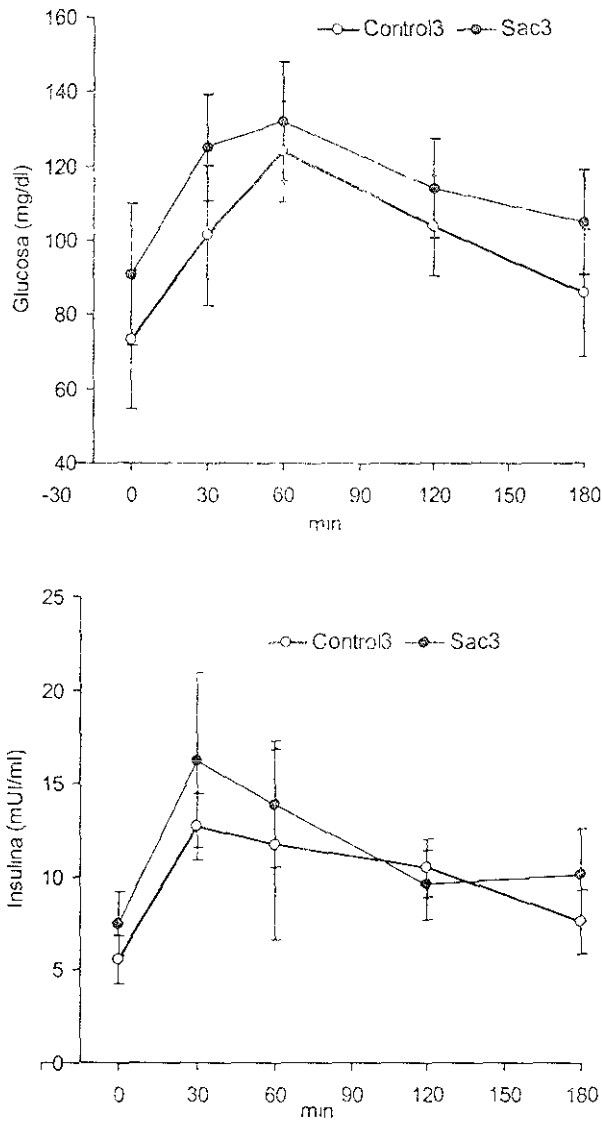 160
Control3 Sac3
140
120
100
80
60
40
Glucosa (mg/dl)
-30 0 30 60 90 120 150 180
min
25
Control3 Sac3
20
15
10
5
0
Insulina (mUI/ml)
0 30 60 90 120 150 180
min